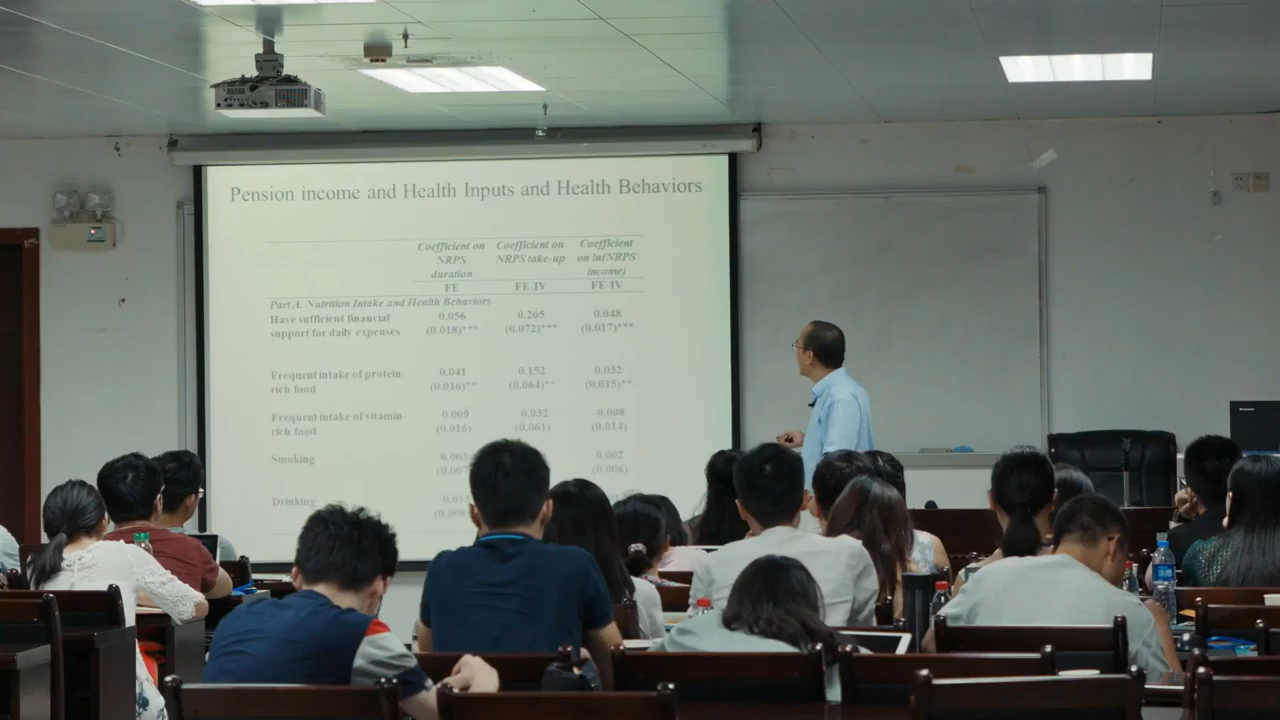 Pension income and Health Inputs and Health Behaviors
Coefficient on Coefficient on Coefficient
NRPS NRPS take-up on ln(NRPS
duration income)
FE FE-IV FE-IV
Part A. Nutrition Intake and Health Behaviors
Have sufficient financial 0.056 0.205 0.048
support for daily expenses (0.018)*** (0.072)*** (0.017)***
Frequent intake of protein- 0.041 0.152 0.032
rich food (0.016)** (0.064)** (0.015)**
Frequent intake of vitamin- 0.009 0.032 0.008
rich food (0.016) (0.061) (0.014)
Smoking 0.003 0.002
(0.006)
Drinking